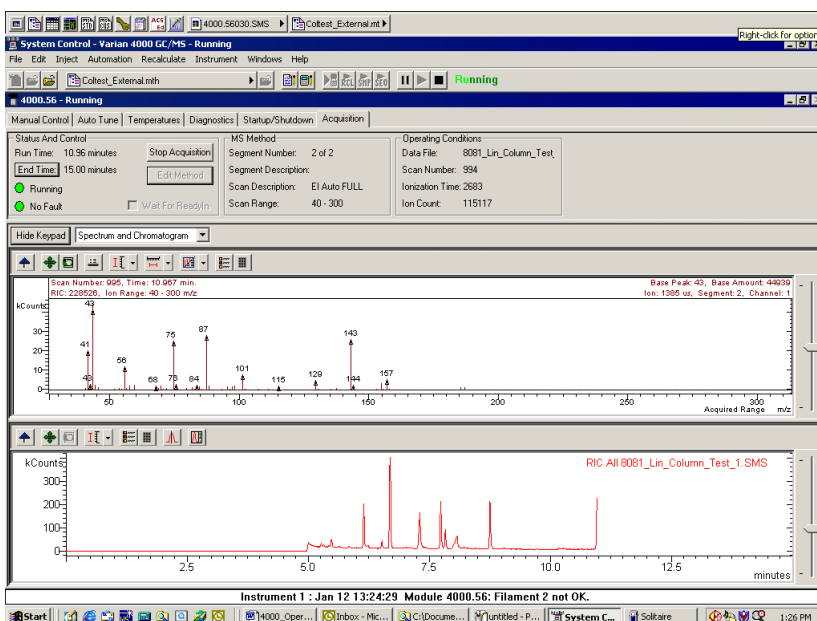 4000.56030.SMS Coltest_External.mt
Right-click for option
System Control - Varian 4000 GC/MS - Running
File Edit Inject Automation Recalculate Instrument Windows Help
Coltest_External.mth RCL SMP SEQ Running
4000.56 - Running
Manual Control Auto Tune Temperatures Diagnostics Startup/Shutdown Acquisition
Status And Control MS Method Operating Conditions
Run Time: 10.96 minutes Stop Acquisition Segment Number: 2 of 2 Data File: 8081_Lin_Column_Test_
End Time: 15.00 minutes Edit Method Segment Description: Scan Number: 994
Running Scan Description: EI Auto FULL Ionization Time: 2683
No Fault Wait For ReadyIn Scan Range: 40 - 300 Ion Count: 115117
Hide Keypad Spectrum and Chromatogram
Scan Number: 995, Time: 10.967 min. Base Peak: 43, Base Amount: 44939
RIC: 228526, Ion Range: 40 - 300 m/z Ion: 1385 us, Segment: 2, Channel: 1
kCounts 43
30 75 87 143
20 41
10 56 101 129 157
0 43 68 76 84 115 144
50 100 150 200 250 300
Acquired Range m/z
kCounts RIC All 8081_Lin_Column_Test_1.SMS
300
200
100
0
2.5 5.0 7.5 10.0 12.5
minutes
Instrument 1 : Jan 12 13:24:29 Module 4000.56: Filament 2 not OK.
Start 4000_Oper... Inbox - Mic... C:\Docume... untitled - P... System C... Solitaire 1:26 PM